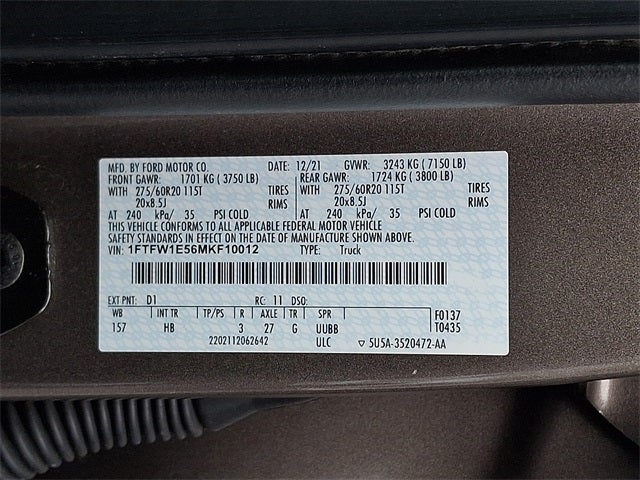 MFD. BY FORD MOTOR CO. DATE: 12/21 GVWR: 3243 KG ( 7150 LB)
FRONT GAWR: 1701 KG ( 3750 LB) REAR GAWR: 1724 KG ( 3800 LB)
WITH 275/60R20 115T TIRES WITH 275/60R20 115T TIRES
20x8.5J RIMS 20x8.5J RIMS
AT 240 kPa/ 35 PSI COLD AT 240 kPa/ 35 PSI COLD
THIS VEHICLE CONFORMS TO ALL APPLICABLE FEDERAL MOTOR VEHICLE
SAFETY STANDARDS IN EFFECT ON THE DATE OF MANUFACTURE SHOWN ABOVE.
VIN: 1FTFW1E56MKF10012 TYPE: Truck
EXT PNT: D1 RC: 11 DSO:
WB INT TR TP/PS R AXLE TR SPR F0137
157 HB 3 27 G UUBB T0435
2202112062642 ULC ▽ 5U5A-3520472-AA